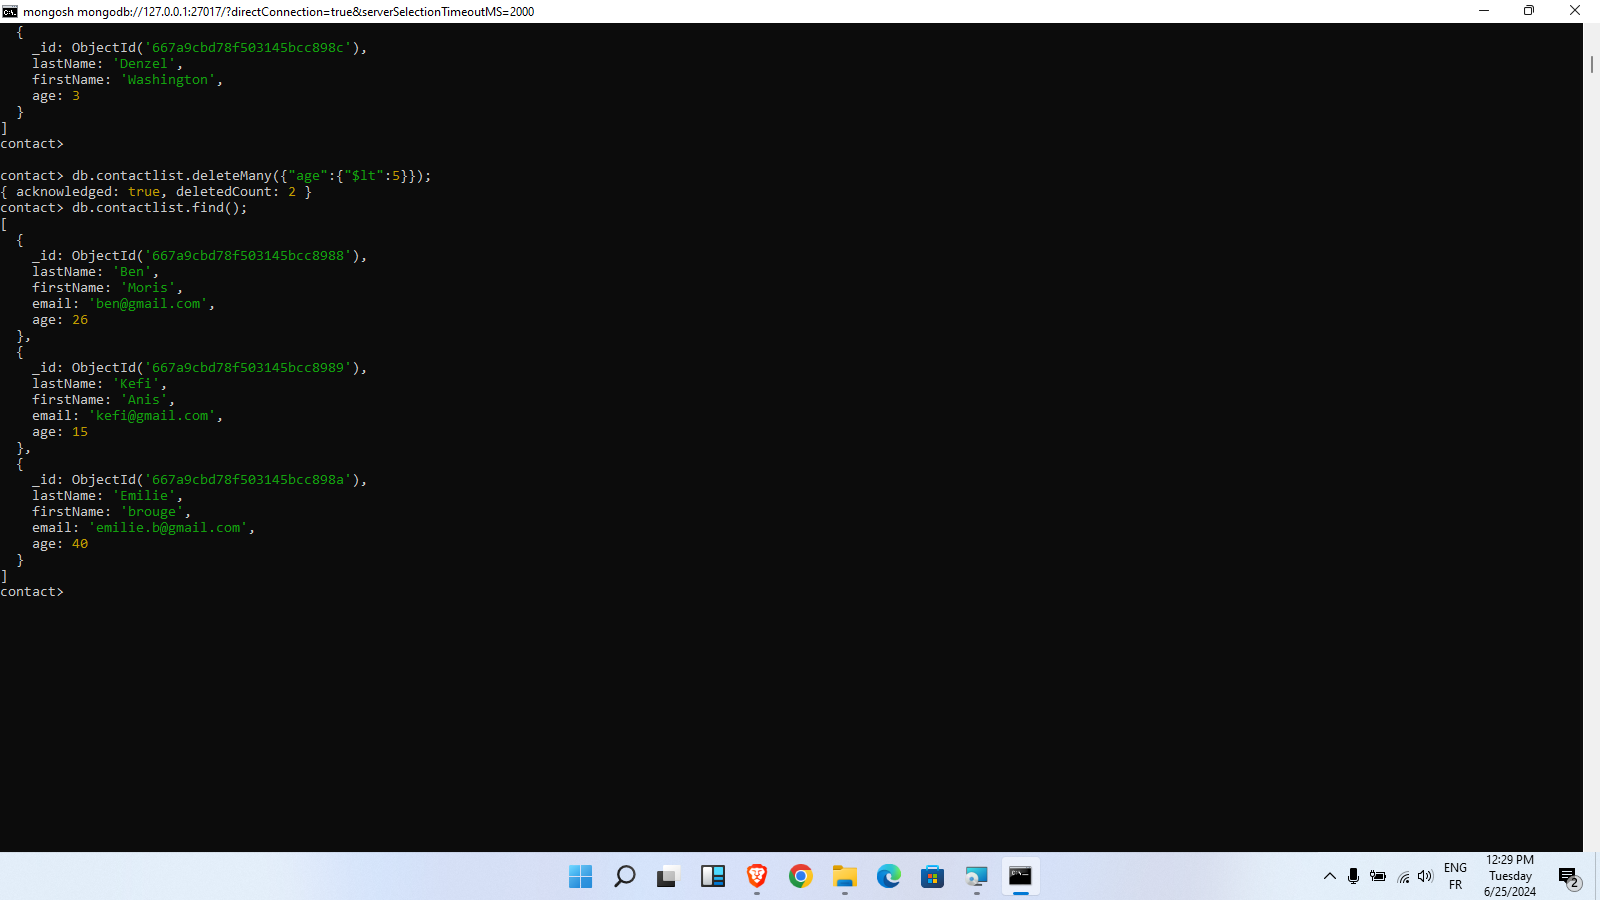 mongosh mongodb://127.0.0.1:27017/?directConnection=true&serverSelectionTimeoutMS=2000
  {
    _id: ObjectId('667a9cbd78f503145bcc898c'),
    lastName: 'Denzel',
    firstName: 'Washington',
    age: 3
  }
]
contact>
contact> db.contactlist.deleteMany({"age":{"$lt":5}});
{ acknowledged: true, deletedCount: 2 }
contact> db.contactlist.find();
[
  {
    _id: ObjectId('667a9cbd78f503145bcc8988'),
    lastName: 'Ben',
    firstName: 'Moris',
    email: 'ben@gmail.com',
    age: 26
  },
  {
    _id: ObjectId('667a9cbd78f503145bcc8989'),
    lastName: 'Kefi',
    firstName: 'Anis',
    email: 'kefi@gmail.com',
    age: 15
  },
  {
    _id: ObjectId('667a9cbd78f503145bcc898a'),
    lastName: 'Emilie',
    firstName: 'brouge',
    email: 'emilie.b@gmail.com',
    age: 40
  }
]
contact>
ENG
FR
12:29 PM
Tuesday
6/25/2024
2